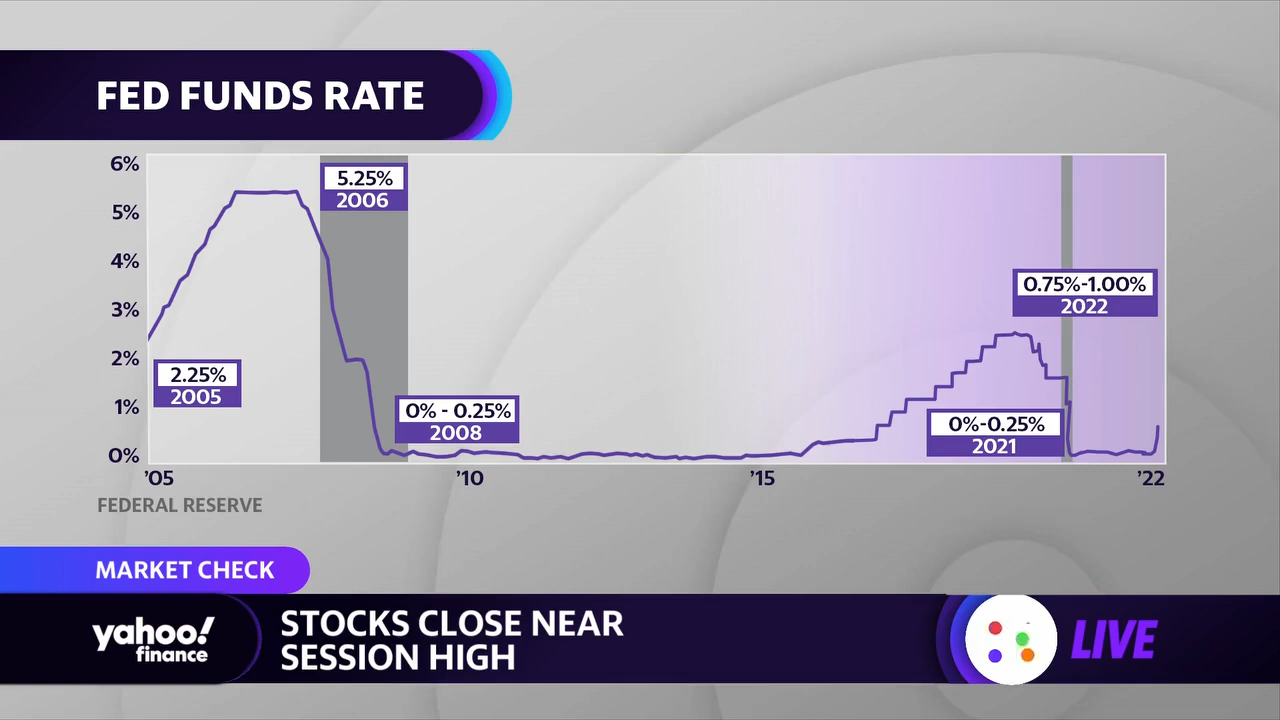 FED FUNDS RATE
6%
5%
4%
3%
2%
1%
0%
5.25%
2006
2.25%
2005
0% - 0.25%
2008
0.75%-1.00%
2022
0%-0.25%
2021
’05
’10
’15
’22
FEDERAL RESERVE
MARKET CHECK
yahoo!
finance
STOCKS CLOSE NEAR
SESSION HIGH
LIVE